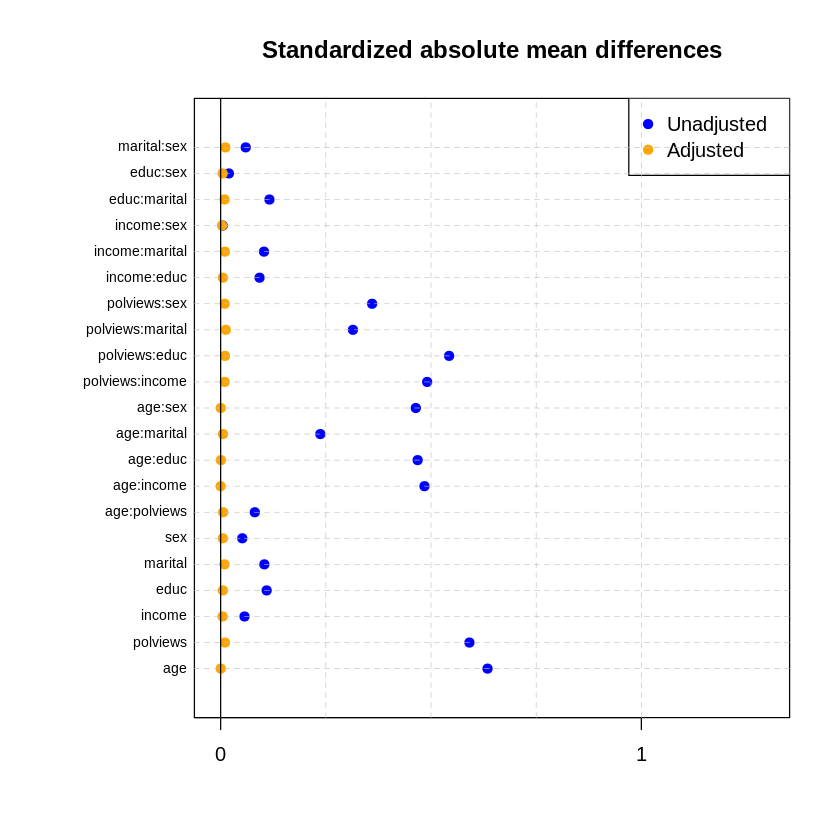 Standardized absolute mean differences
Unadjusted
Adjusted
marital:sex
educ:sex
educ:marital
income:sex
income:marital
income:educ
polviews:sex
polviews:marital
polviews:educ
polviews:income
age:sex
age:marital
age:educ
age:income
age:polviews
sex
marital
educ
income
polviews
age
0
1